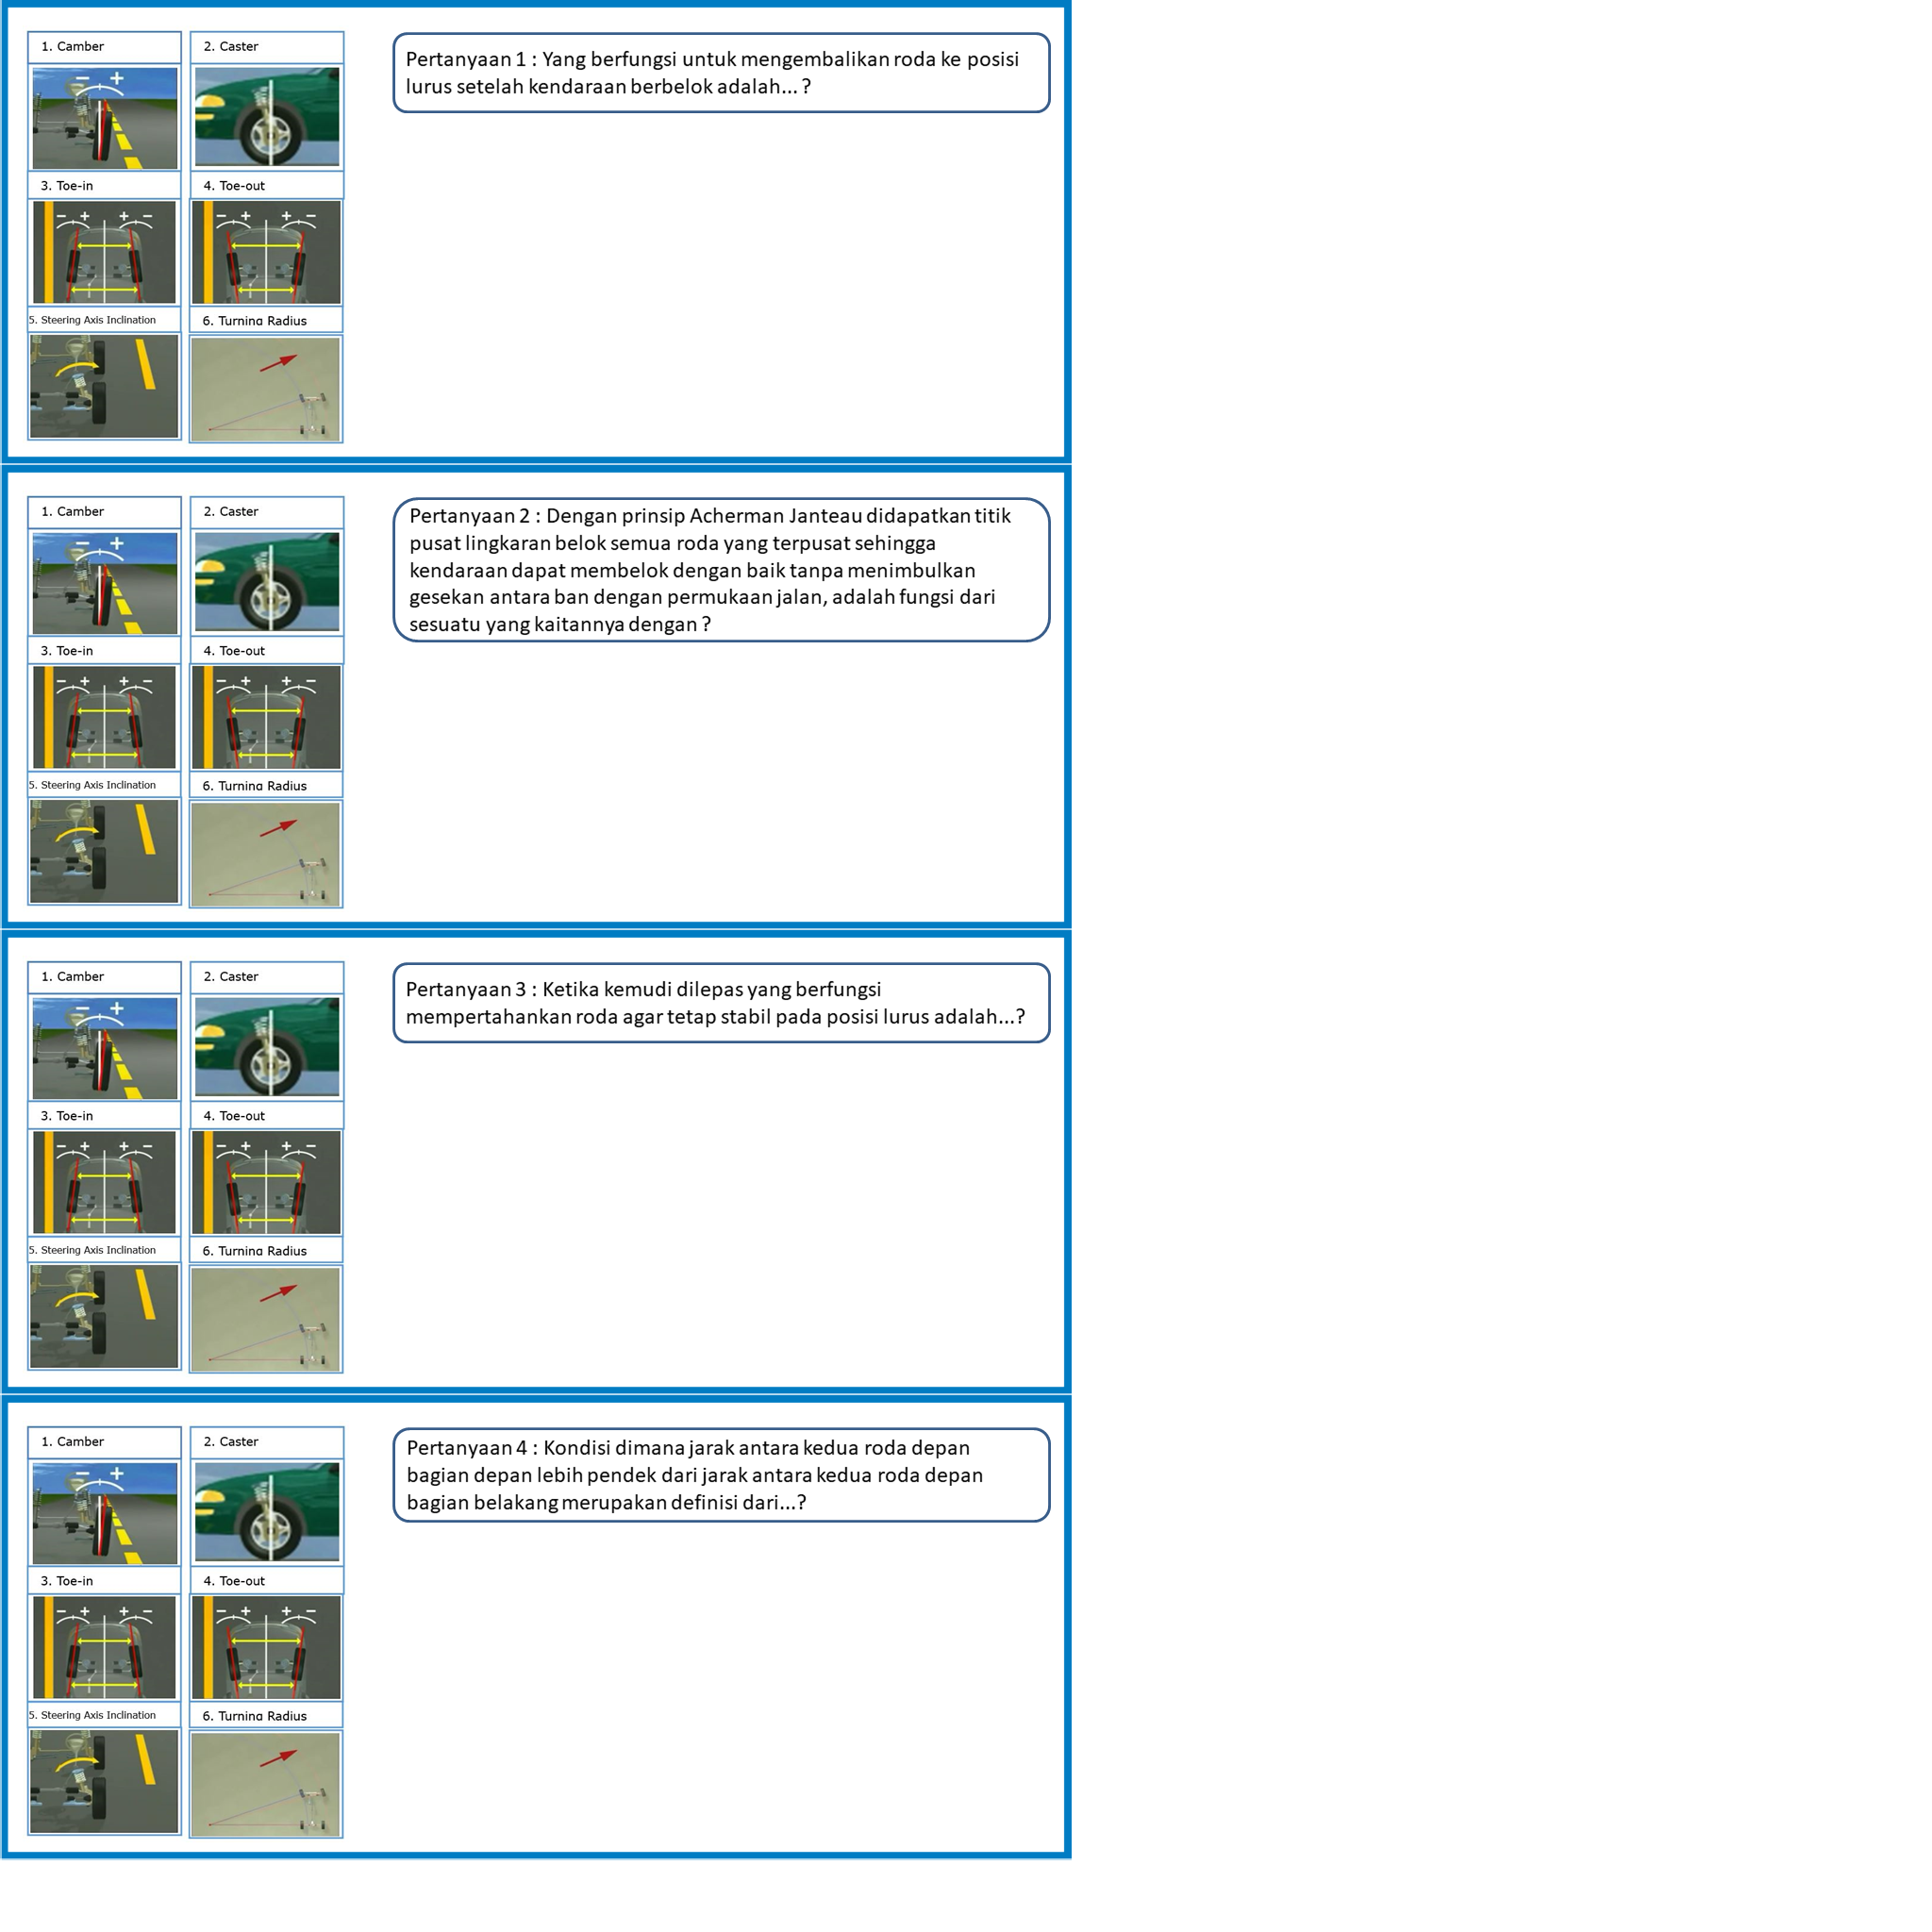 1. Camber
2. Caster
3. Toe-in
4. Toe-out
5. Steering Axis Inclination
6. Turning Radius
Pertanyaan 1 : Yang berfungsi untuk mengembalikan roda ke posisi
lurus setelah kendaraan berbelok adalah... ?
1. Camber
2. Caster
3. Toe-in
4. Toe-out
5. Steering Axis Inclination
6. Turning Radius
Pertanyaan 2 : Dengan prinsip Acherman Janteau didapatkan titik
pusat lingkaran belok semua roda yang terpusat sehingga
kendaraan dapat membelok dengan baik tanpa menimbulkan
gesekan antara ban dengan permukaan jalan, adalah fungsi dari
sesuatu yang kaitannya dengan ?
1. Camber
2. Caster
3. Toe-in
4. Toe-out
5. Steering Axis Inclination
6. Turning Radius
Pertanyaan 3 : Ketika kemudi dilepas yang berfungsi
mempertahankan roda agar tetap stabil pada posisi lurus adalah...?
1. Camber
2. Caster
3. Toe-in
4. Toe-out
5. Steering Axis Inclination
6. Turning Radius
Pertanyaan 4 : Kondisi dimana jarak antara kedua roda depan
bagian depan lebih pendek dari jarak antara kedua roda depan
bagian belakang merupakan definisi dari...?